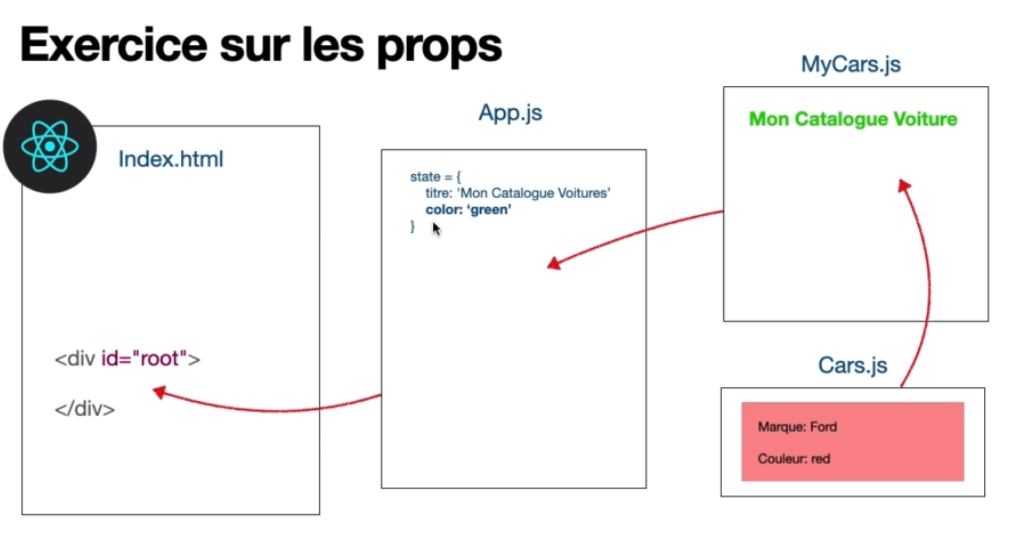 Exercice sur les props
Index.html
<div id="root">
</div>
App.js
state = {
titre: 'Mon Catalogue Voitures’
color: ‘green’
}
MyCars.js
Mon Catalogue Voiture
Cars.js
Marque: Ford
Couleur: red